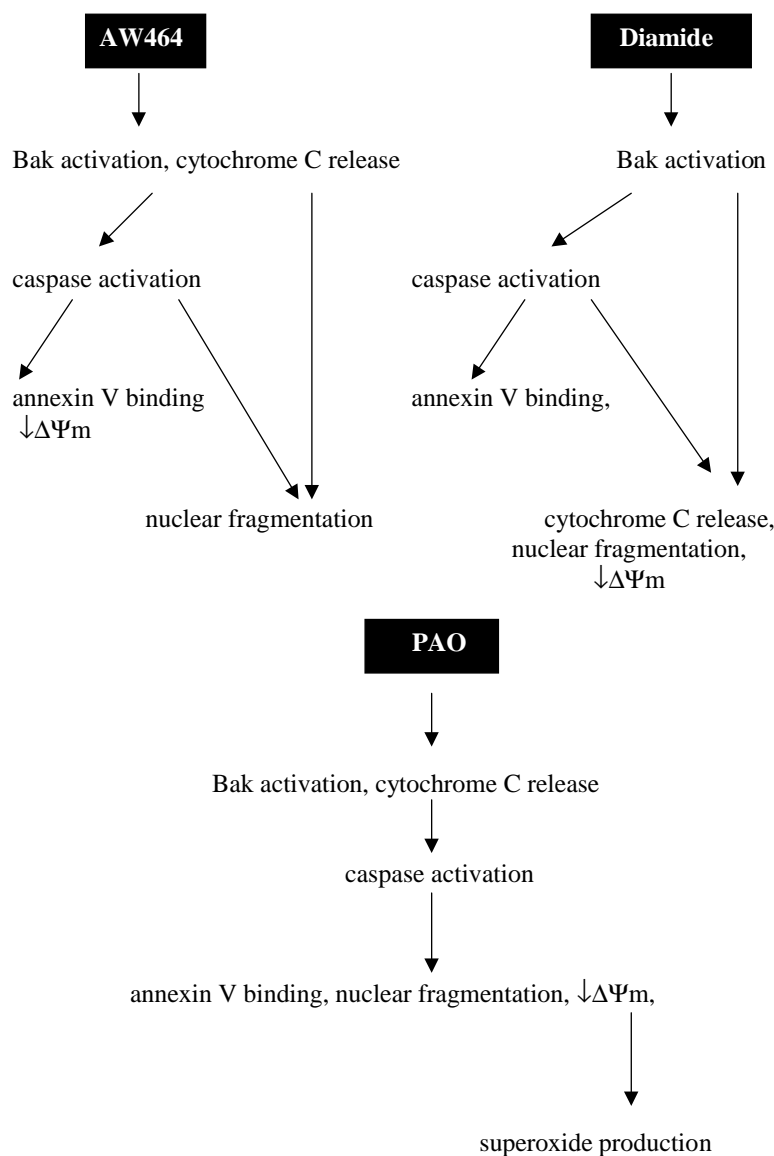 AW464
Bak activation, cytochrome C release
caspase activation
annexin V binding
↓ΔΨm
nuclear fragmentation
Diamide
Bak activation
caspase activation
annexin V binding,
cytochrome C release,
nuclear fragmentation,
↓ΔΨm
PAO
Bak activation, cytochrome C release
caspase activation
annexin V binding, nuclear fragmentation, ↓ΔΨm,
superoxide production